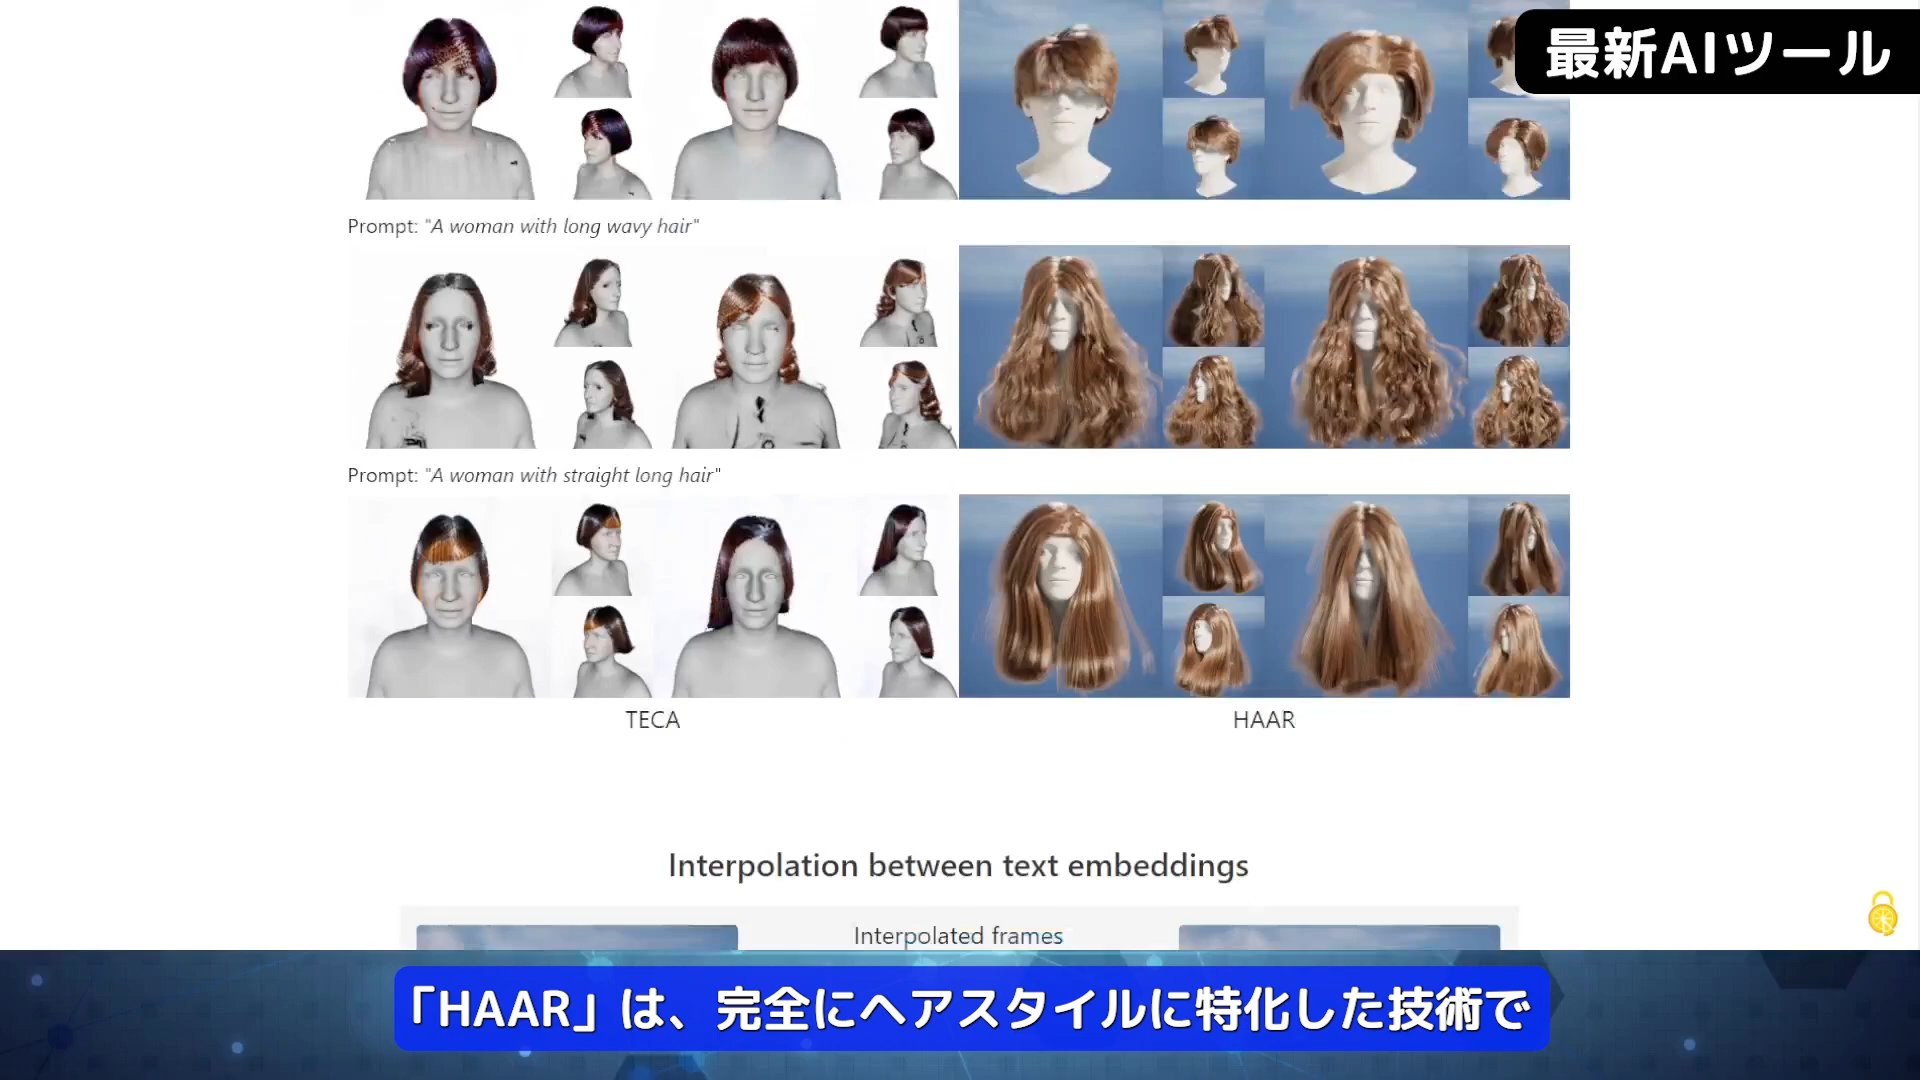 最新AIツール
Prompt: "A woman with long wavy hair"
Prompt: "A woman with straight long hair"
TECA
HAAR
Interpolation between text embeddings
Interpolated frames
「HAAR」は、完全にヘアスタイルに特化した技術で